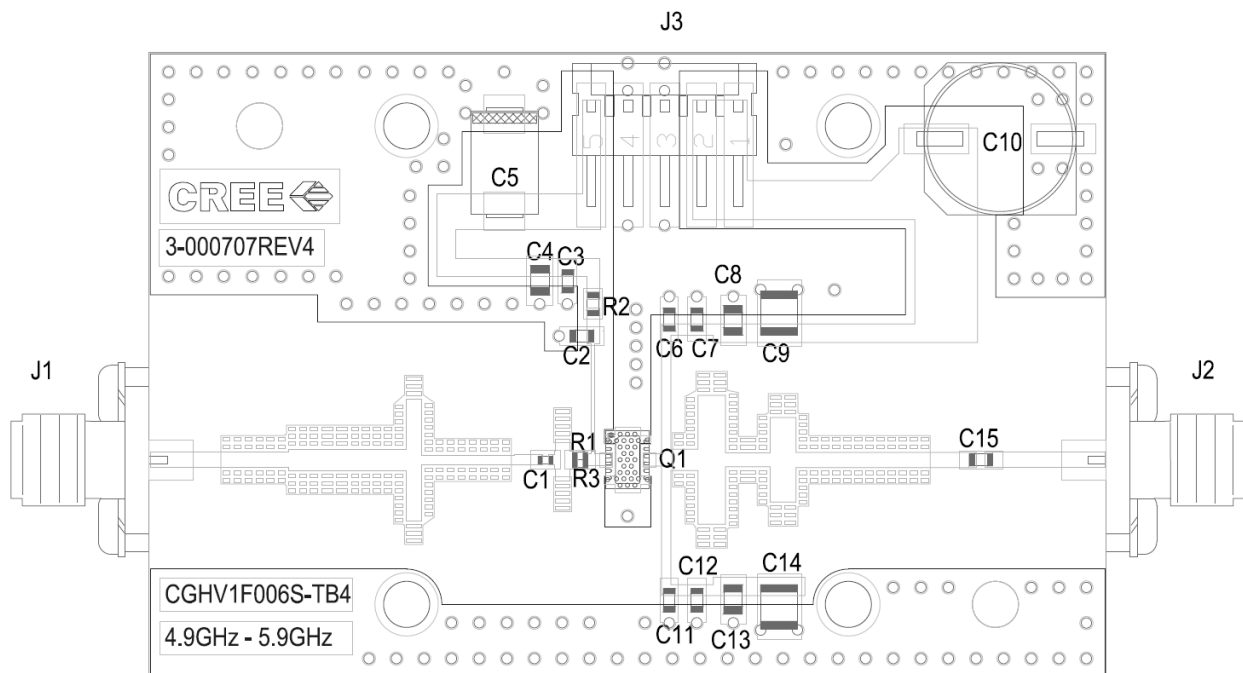 J3
5 4 3 2 1
C10
C5
CREE
3-000707REV4
C4 C3
R2
C8
C2
C6 C7 C9
J1
J2
R1
C1 R3
Q1
C15
C12 C14
CGHV1F006S-TB4
4.9GHz - 5.9GHz
C11 C13